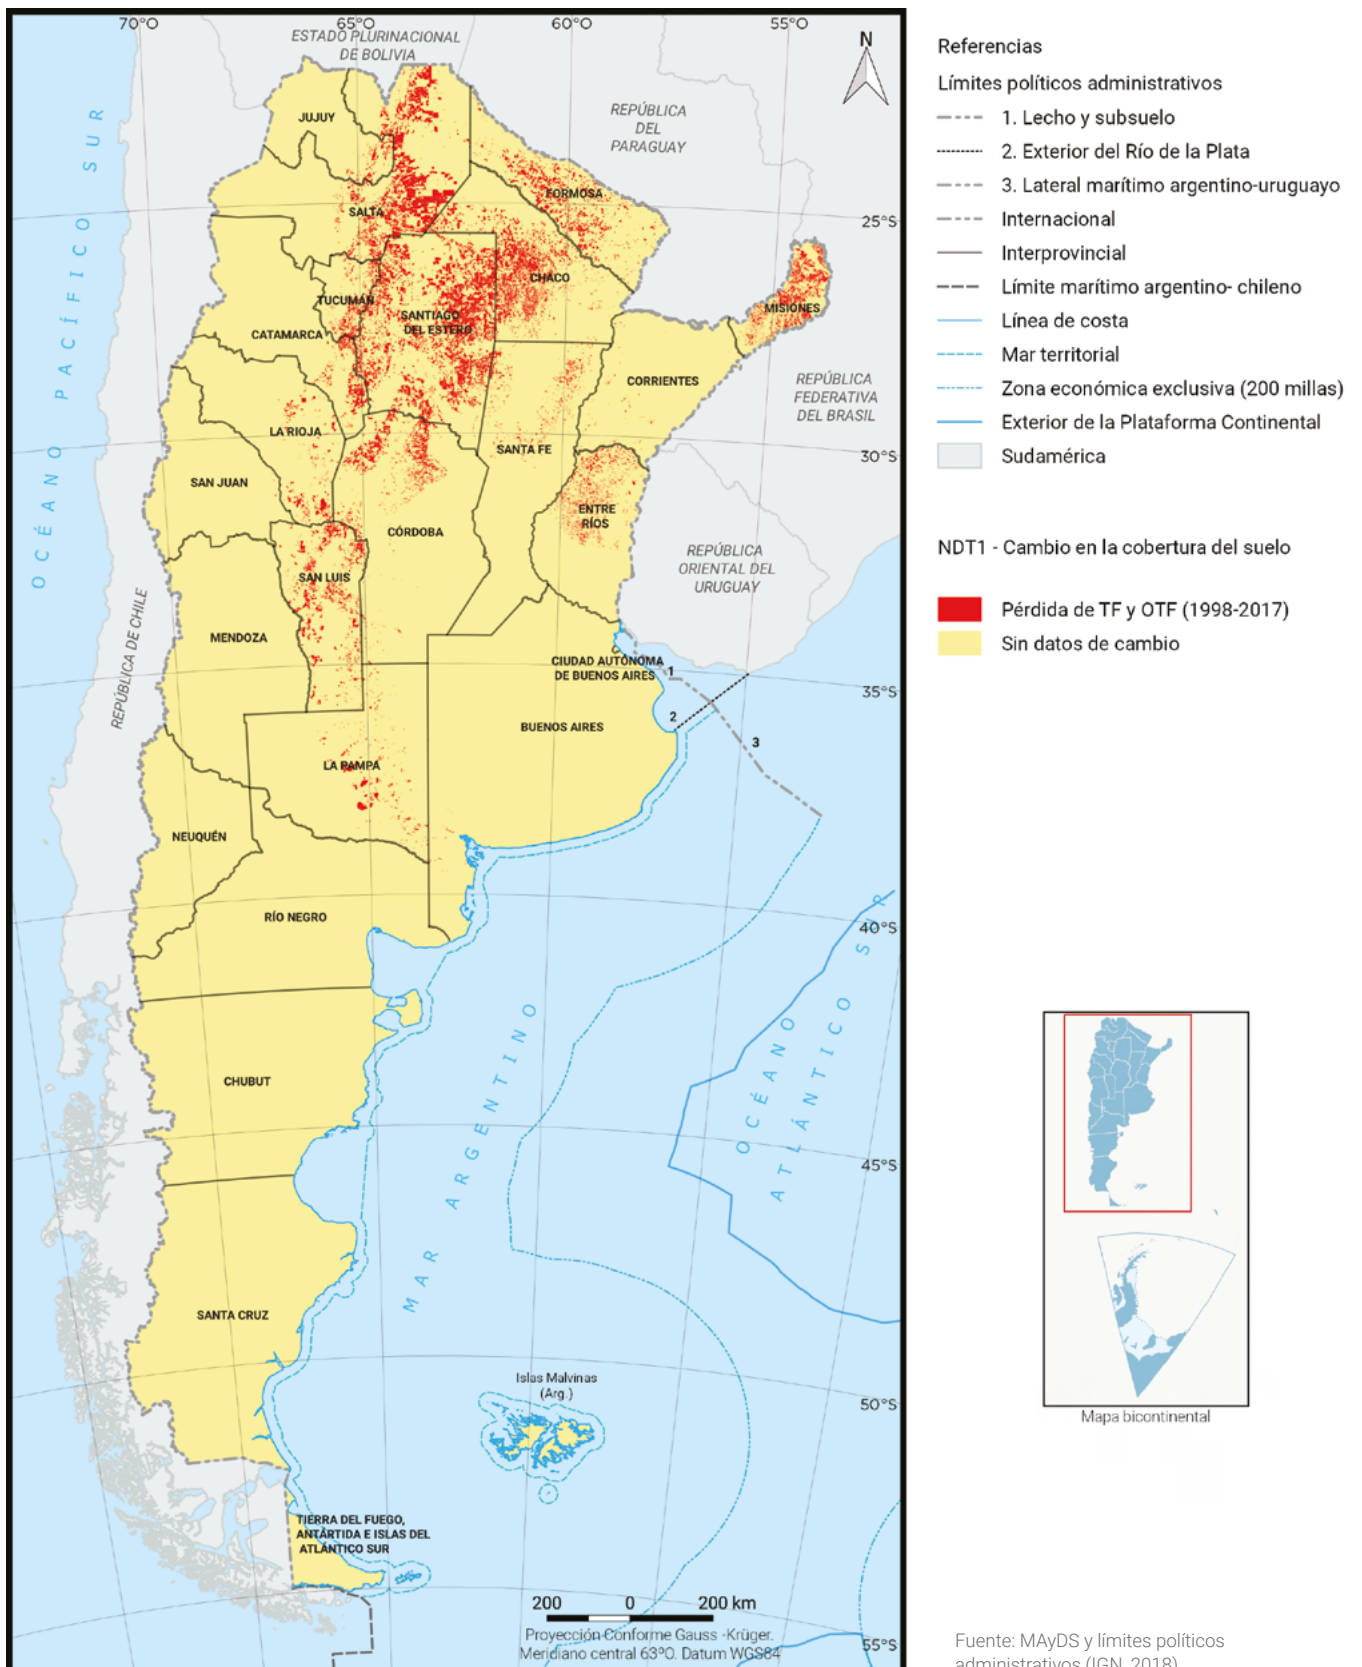 70°O
65°O
60°O
55°O
ESTADO PLURINACIONAL
DE BOLIVIA
N
JUJUY
REPÚBLICA
DEL
PARAGUAY
FORMOSA
SALTA
25°S
CHACO
TUCUMÁN
MISIONES
SANTIAGO
DEL ESTERO
CATAMARCA
CORRIENTES
REPÚBLICA
FEDERATIVA
DEL BRASIL
LA RIOJA
SANTA FE
30°S
SAN JUAN
ENTRE
RÍOS
CÓRDOBA
REPÚBLICA
ORIENTAL DEL
URUGUAY
SAN LUIS
OCÉANO PACÍFICO SUR
REPÚBLICA DE CHILE
MENDOZA
CIUDAD AUTÓNOMA
DE BUENOS AIRES
1
35°S
2
BUENOS AIRES
3
LA PAMPA
NEUQUÉN
RÍO NEGRO
40°S
MAR ARGENTINO
OCÉANO
ATLÁNTICO SUR
CHUBUT
45°S
SANTA CRUZ
Islas Malvinas
(Arg.)
50°S
TIERRA DEL FUEGO,
ANTÁRTIDA E ISLAS DEL
ATLÁNTICO SUR
200 0 200 km
Proyección Conforme Gauss -Krüger.
Meridiano central 63ºO. Datum WGS84
55°S
Referencias
Límites políticos administrativos
1. Lecho y subsuelo
2. Exterior del Río de la Plata
3. Lateral marítimo argentino-uruguayo
Internacional
Interprovincial
Límite marítimo argentino- chileno
Línea de costa
Mar territorial
Zona económica exclusiva (200 millas)
Exterior de la Plataforma Continental
Sudamérica
NDT1 - Cambio en la cobertura del suelo
Pérdida de TF y OTF (1998-2017)
Sin datos de cambio
Mapa bicontinental
Fuente: MAyDS y límites políticos
administrativos (IGN, 2018)